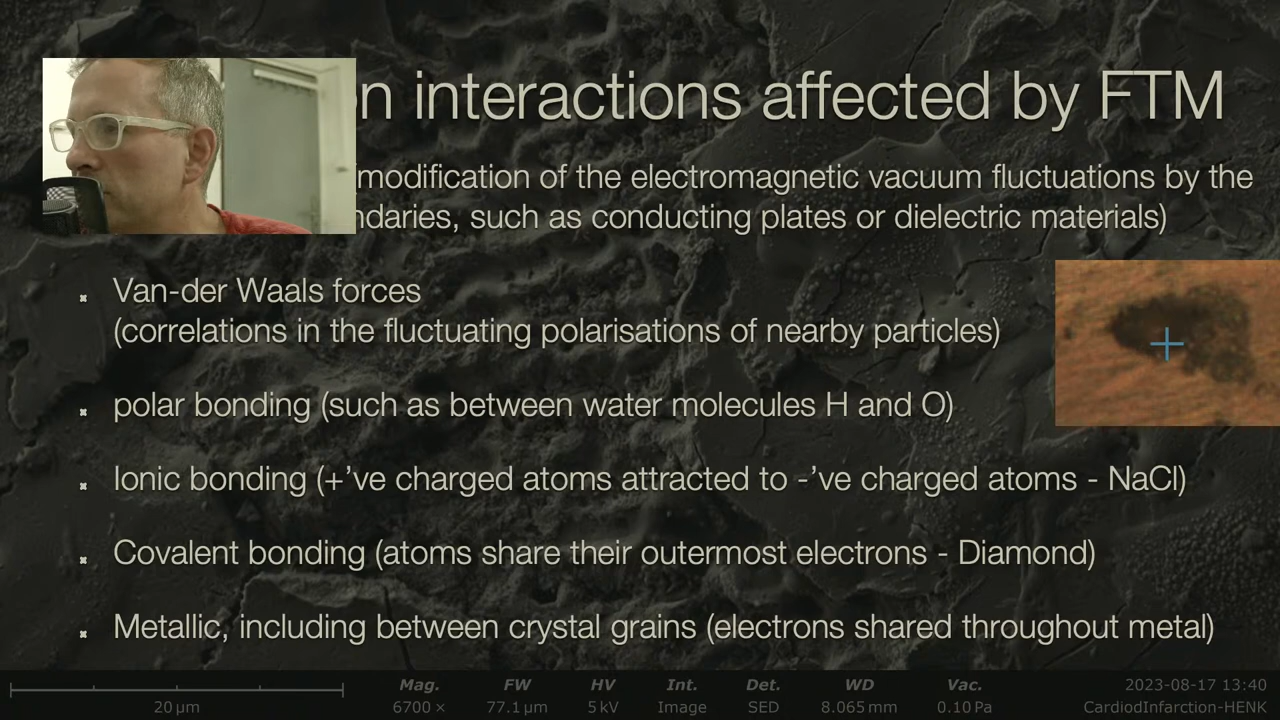 n interactions affected by FTM
modification of the electromagnetic vacuum fluctuations by the
ndaries, such as conducting plates or dielectric materials)
Van-der Waals forces
(correlations in the fluctuating polarisations of nearby particles)
polar bonding (such as between water molecules H and O)
Ionic bonding (+'ve charged atoms attracted to -'ve charged atoms - NaCl)
Covalent bonding (atoms share their outermost electrons - Diamond)
Metallic, including between crystal grains (electrons shared throughout metal)
Mag. FW HV Int. Det. WD Vac. 2023-08-17 13:40
20 µm 6700 × 77.1 µm 5 kV Image SED 8.065 mm 0.10 Pa CardiodInfarction-HENK